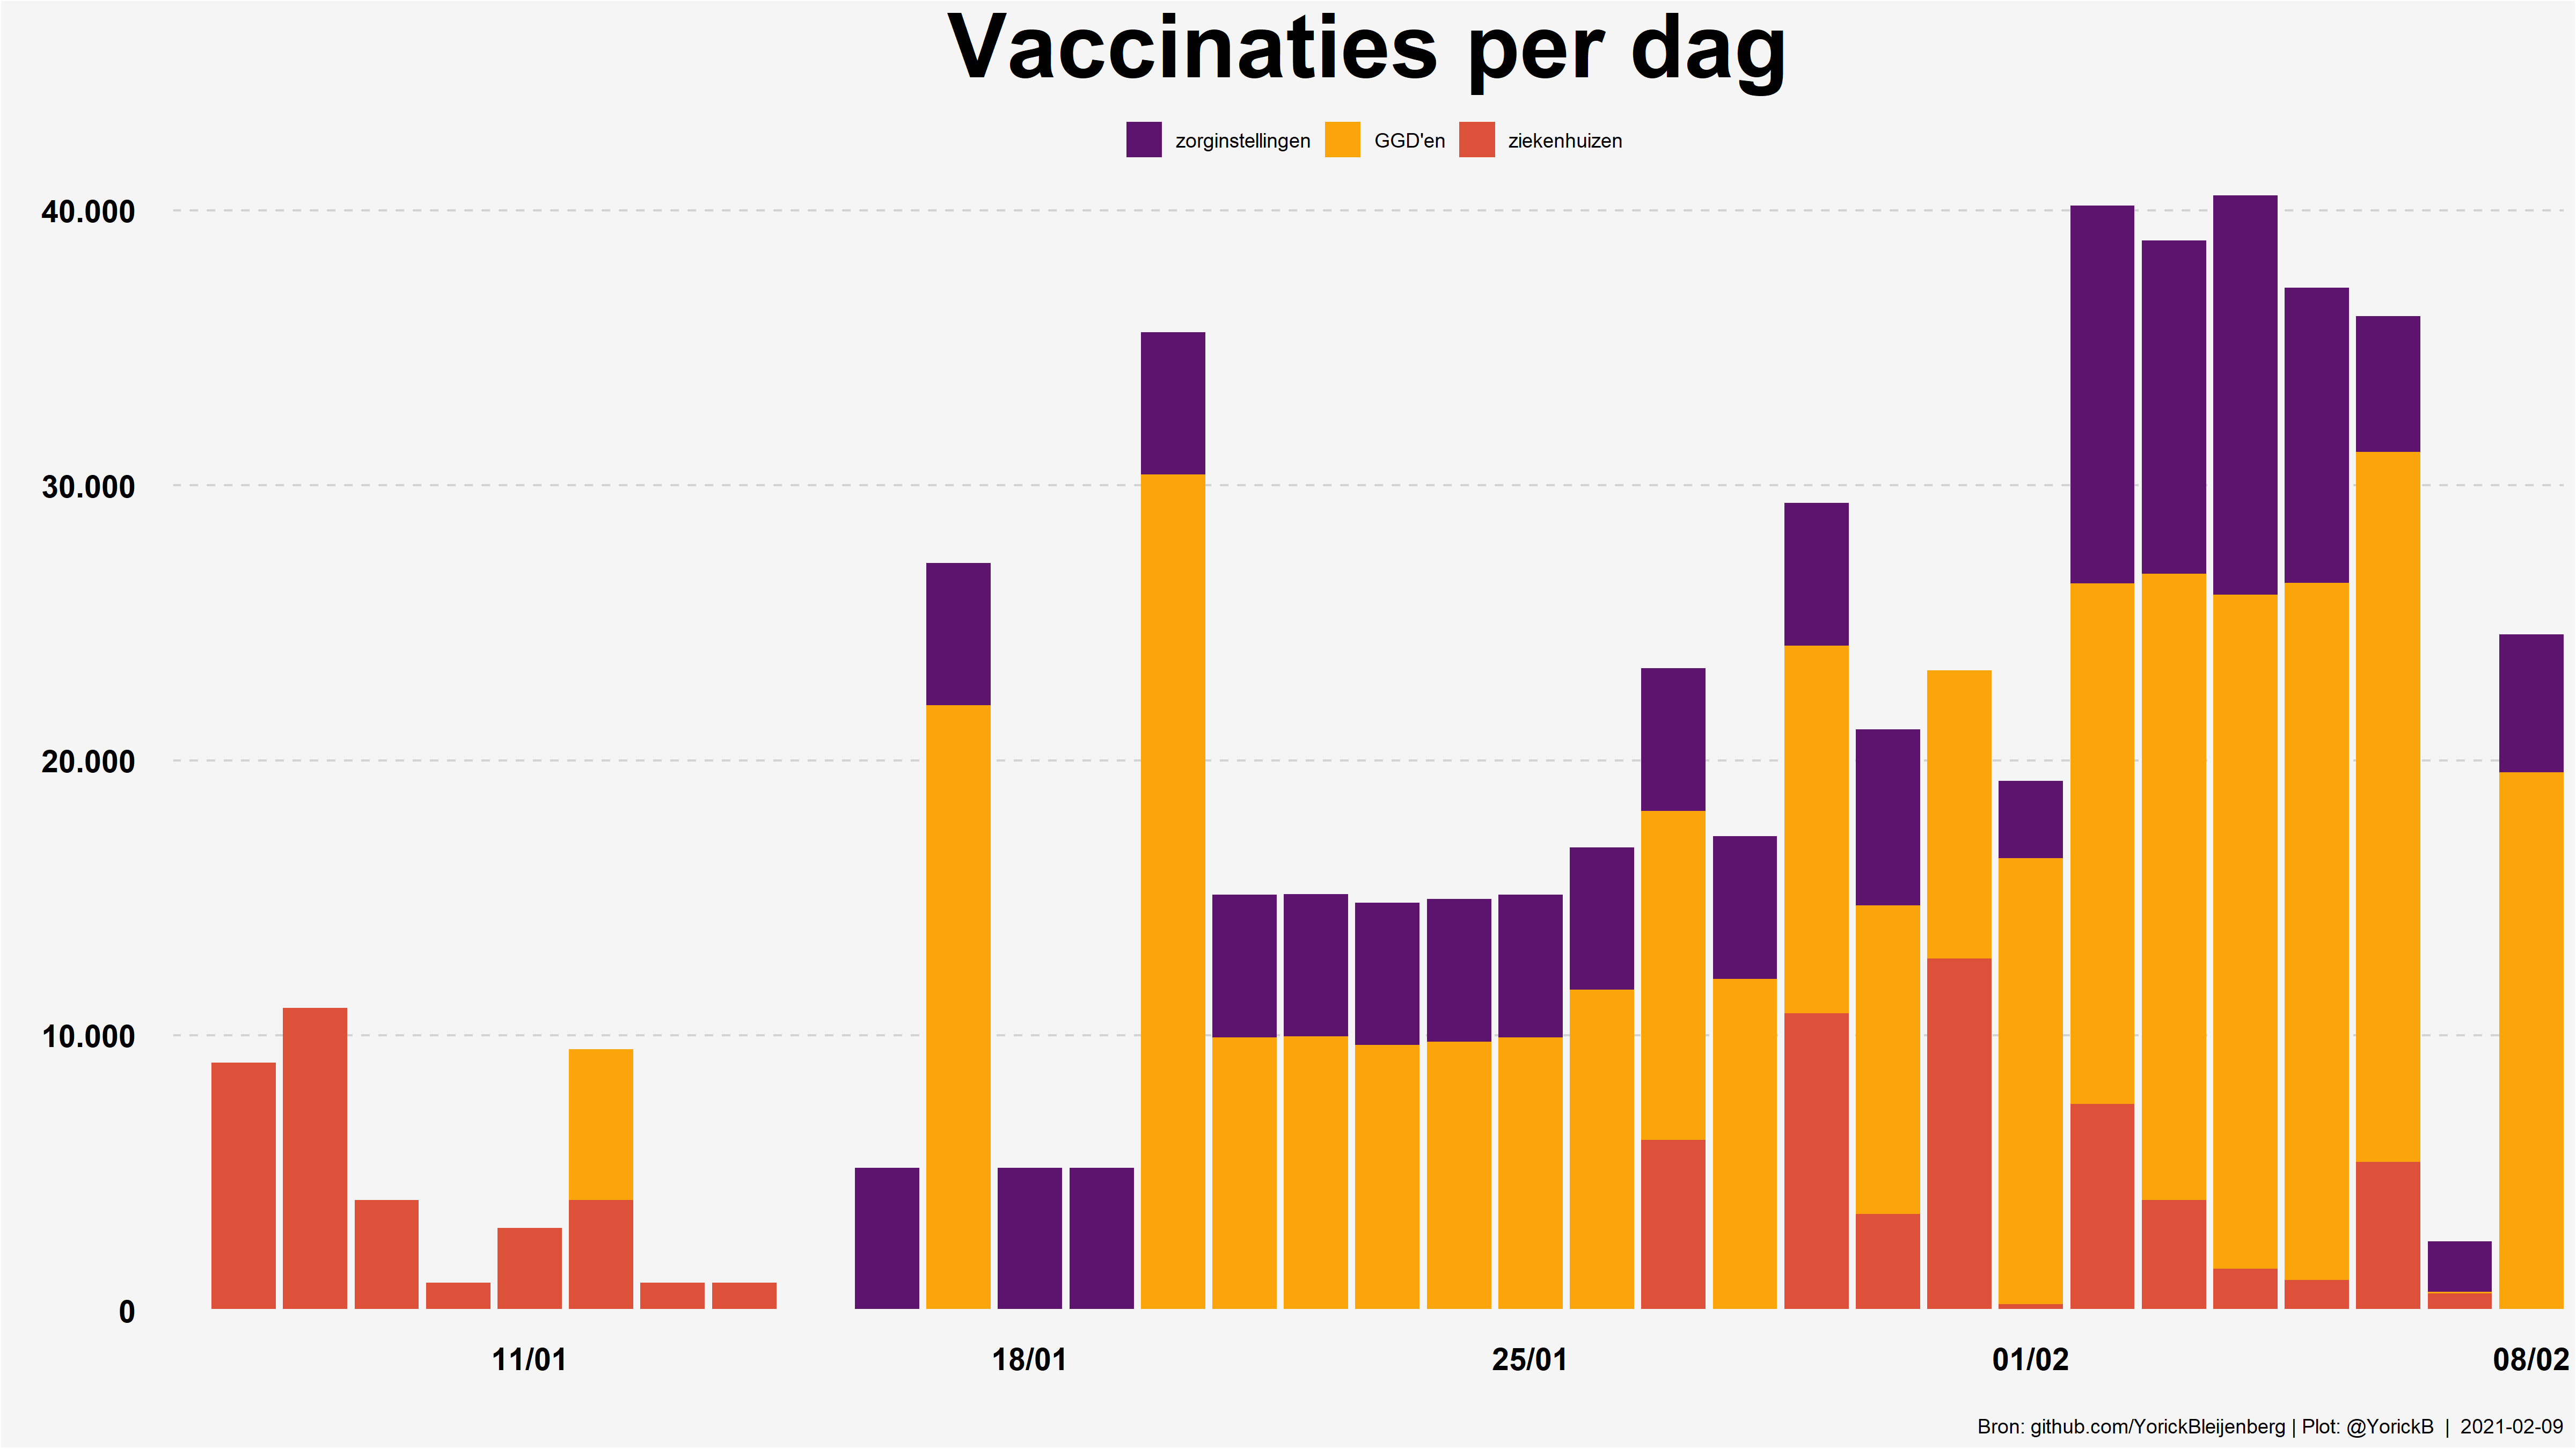 Vaccinaties per dag
zorginstellingen GGD'en ziekenhuizen
40.000
30.000
20.000
10.000
0
11/01 18/01 25/01 01/02 08/02
Bron: github.com/YorickBleijenberg | Plot: @YorickB | 2021-02-09